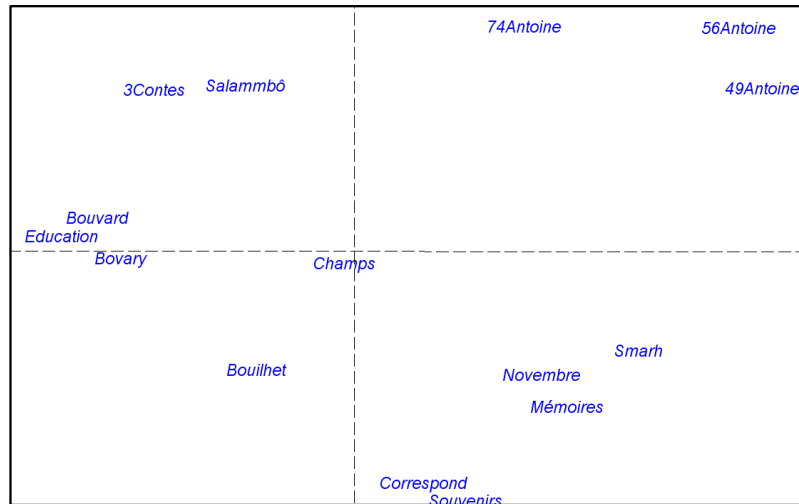 74Antoine
56Antoine
3Contes
Salammbô
49Antoine
Bouvard
Education
Bovary
Champs
Smarh
Bouilhet
Novembre
Mémoires
Correspond
Souvenirs